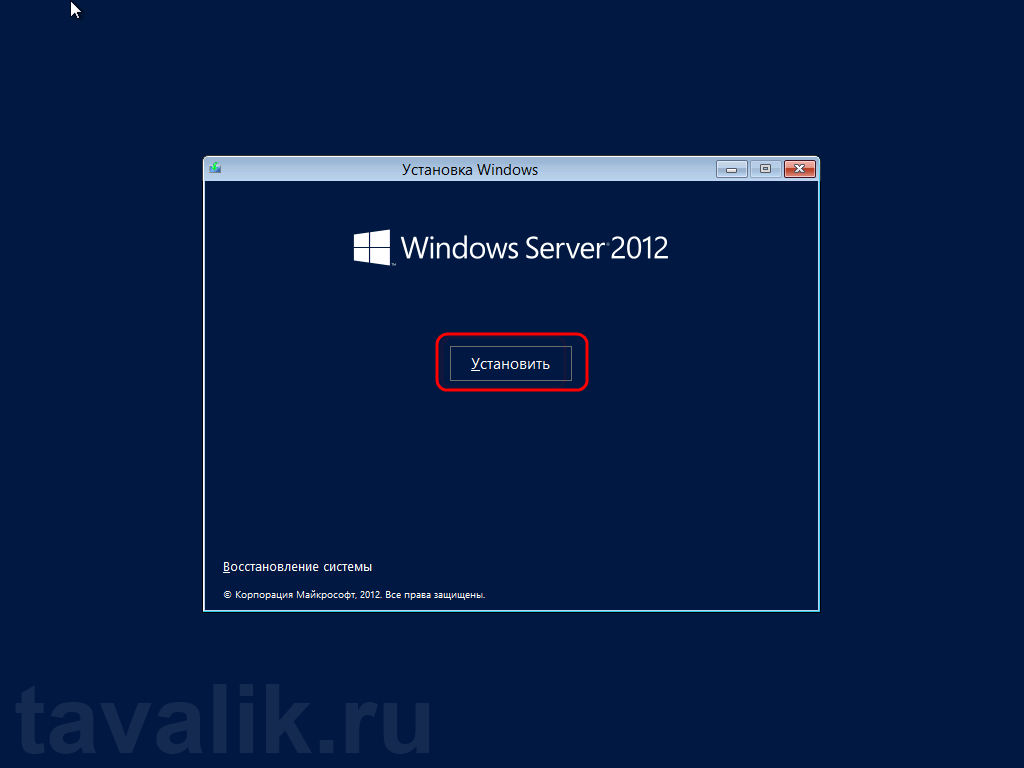 Установка Windows
Windows Server 2012
Установить
Восстановление системы
© Корпорация Майкрософт, 2012. Все права защищены.
tavalik.ru